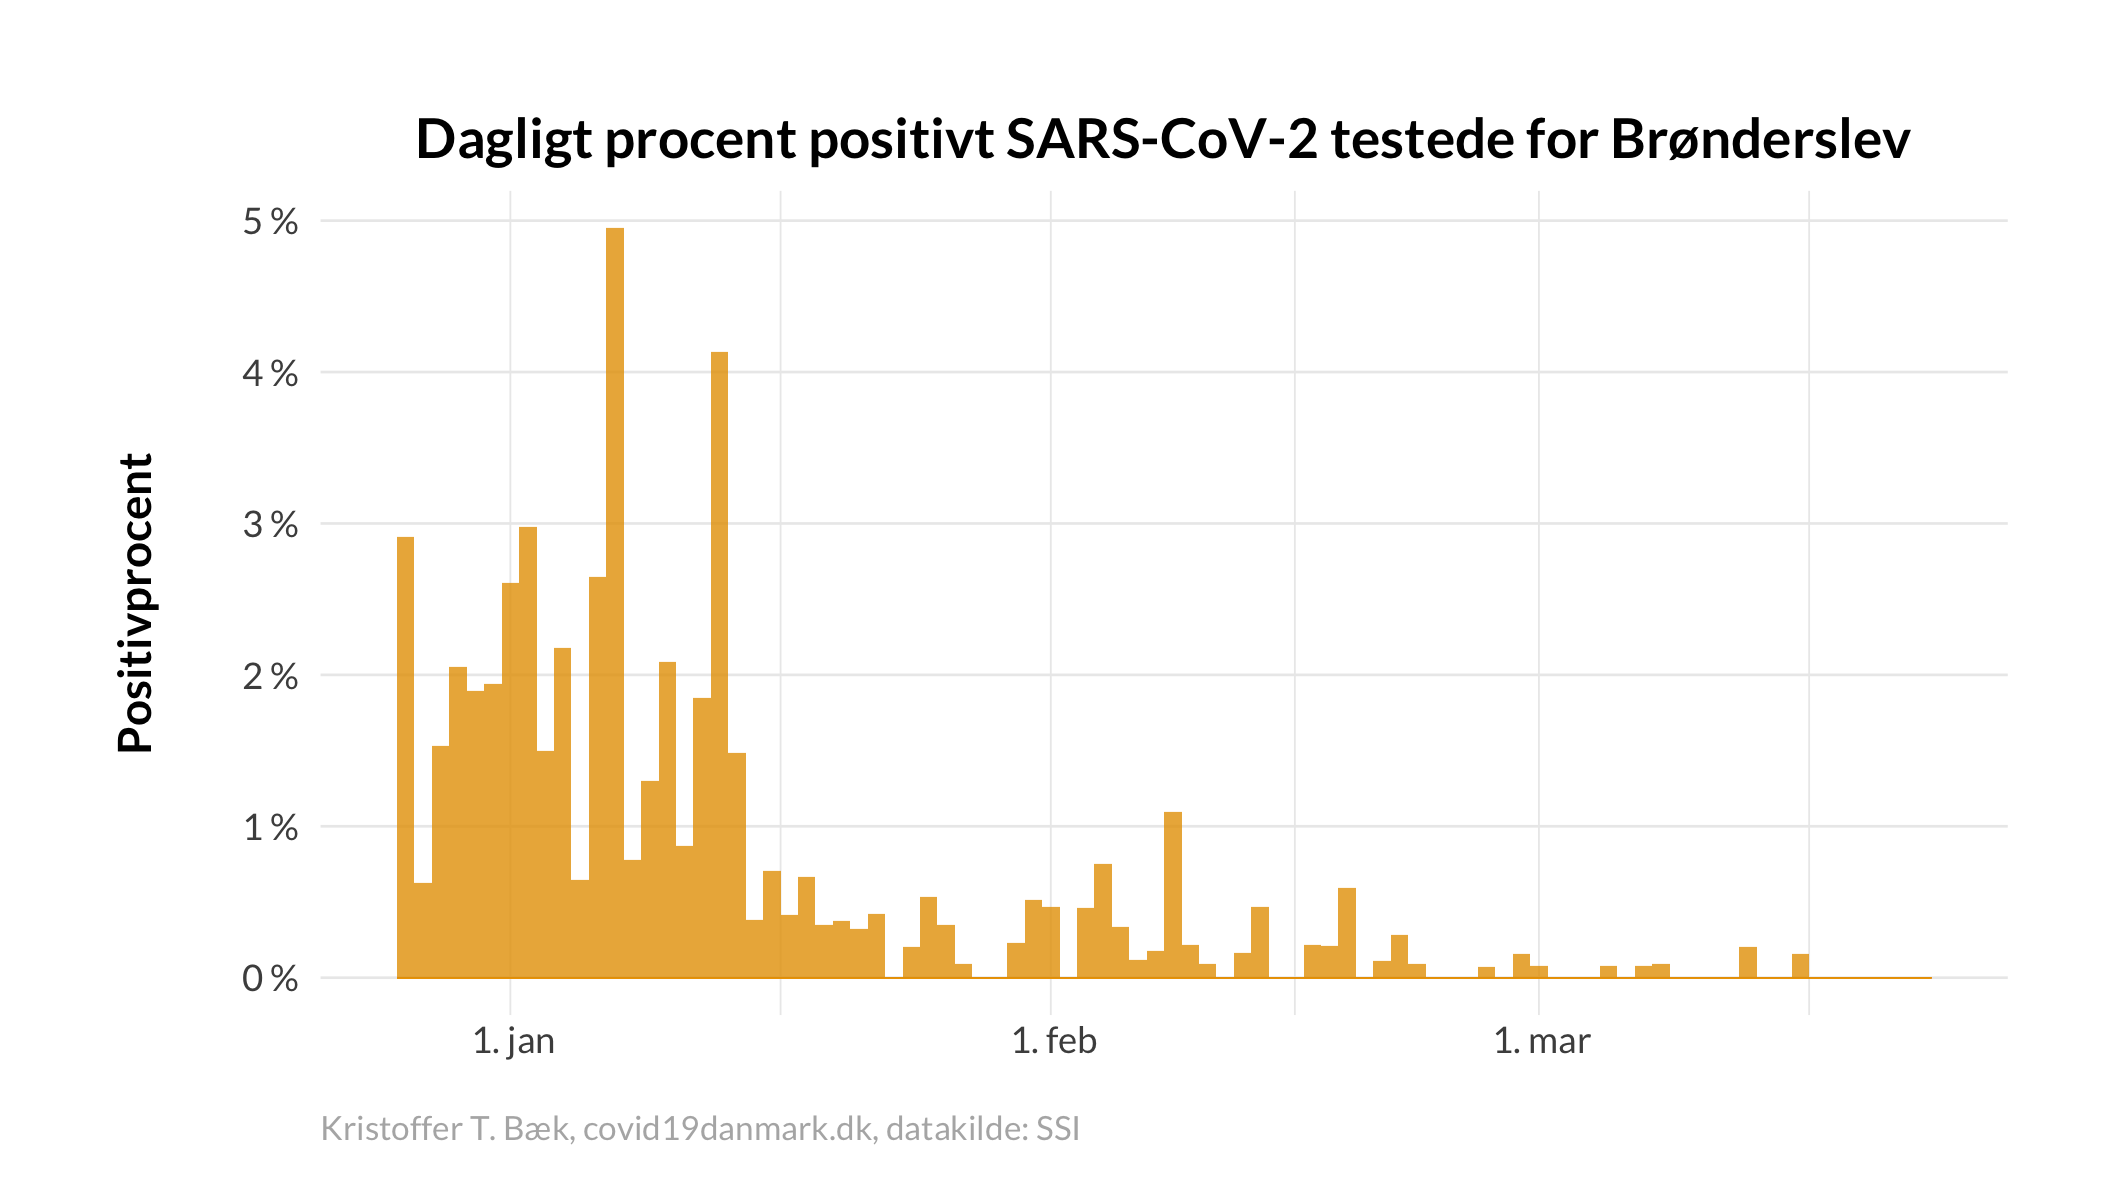 Dagligt procent positivt SARS-CoV-2 testede for Brønderslev
Positivprocent
5 %
4 %
3 %
2 %
1 %
0 %
1. jan
1. feb
1. mar
Kristoffer T. Bæk, covid19danmark.dk, datakilde: SSI